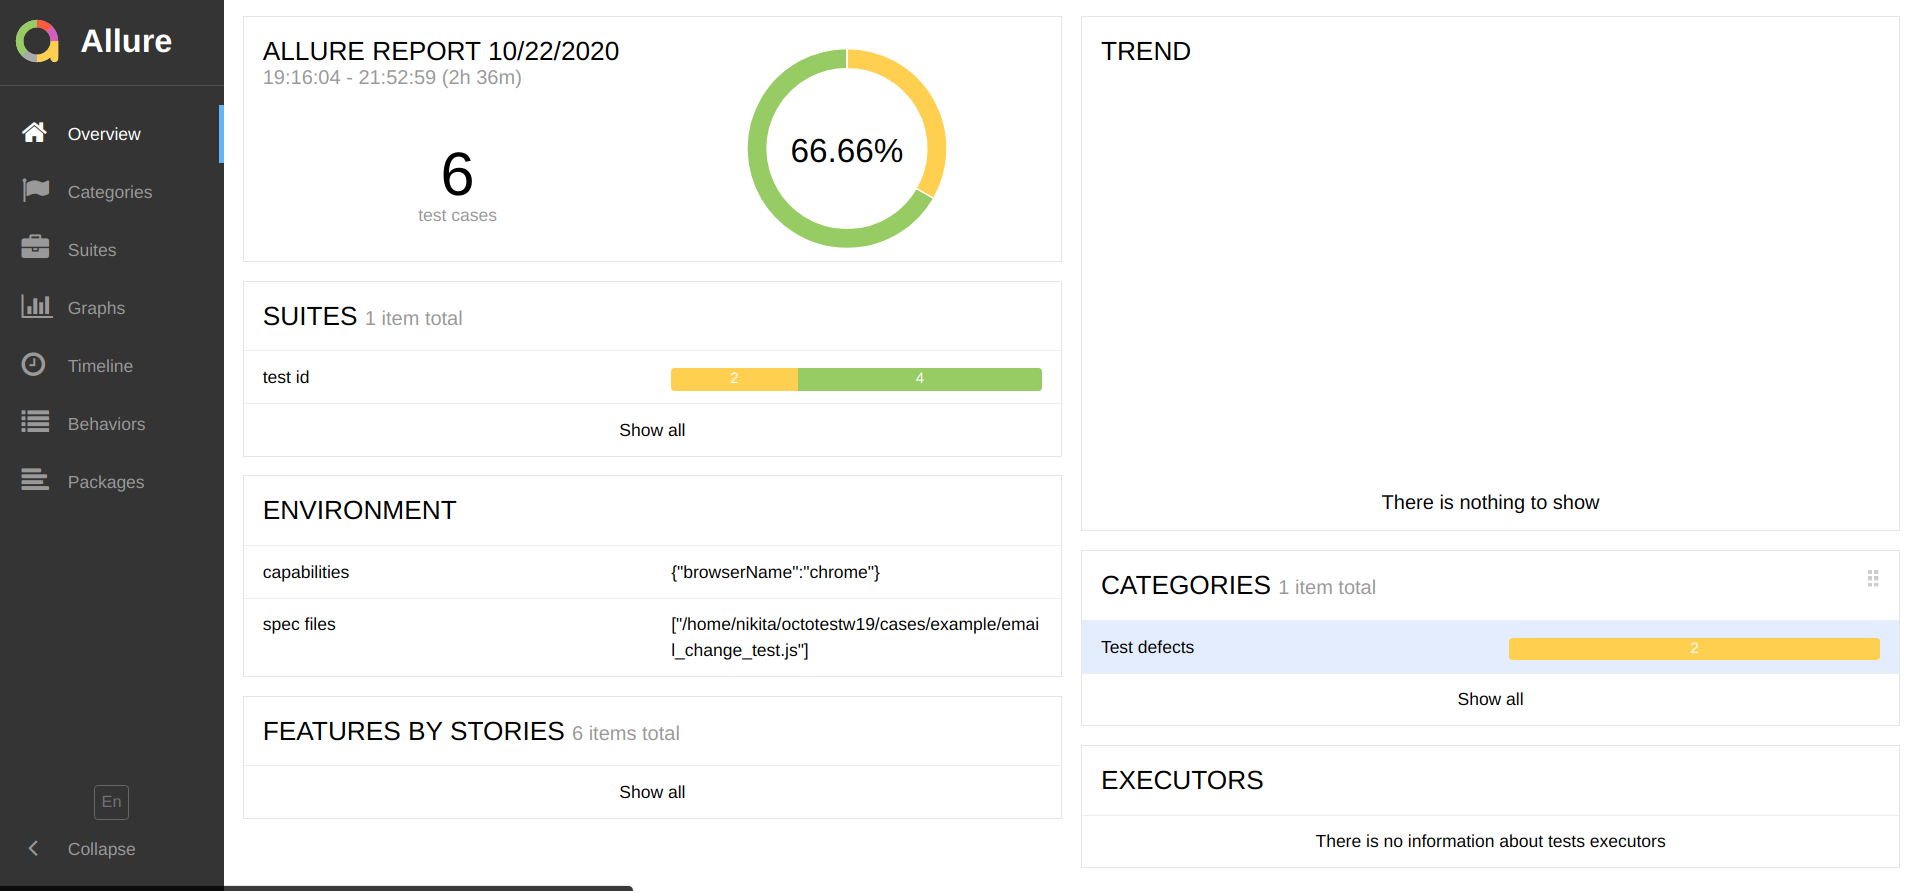 Allure
Overview
Categories
Suites
Graphs
Timeline
Behaviors
Packages
En
Collapse
ALLURE REPORT 10/22/2020
19:16:04 - 21:52:59 (2h 36m)
6
test cases
66.66%
SUITES 1 item total
test id 2 4
Show all
ENVIRONMENT
capabilities {"browserName":"chrome"}
spec files ["/home/nikita/octotestw19/cases/example/emai
l_change_test.js"]
FEATURES BY STORIES 6 items total
Show all
TREND
There is nothing to show
CATEGORIES 1 item total
Test defects 2
Show all
EXECUTORS
There is no information about tests executors